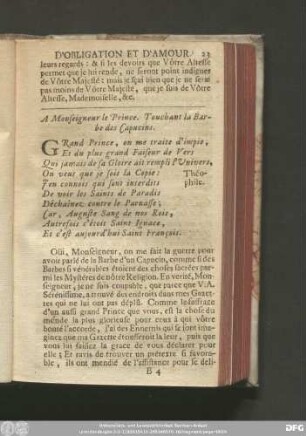 D'OBLIGATION ET D'AMOUR. 23
leurs regards: & si les devoirs que Vôtre Altesse
permet que je lui rende, ne seront point indignes
de Vôtre Majesté: mais je sçai bien que je ne serai
pas moins de Vôtre Majesté, que je suis de Vôtre
Altesse, Mademoiselle, &c.
A Monseigneur le Prince. Touchant la Bar-
be des Capucins.
GRand Prince, on me traite d'impie,
Et du plus grand Faiseur de Vers
Qui jamais de sa Gloire ait rempli l'Univers,
On veut que je sois la Copie: Théo-
J'en connois que sont interdits phile.
De voir les Saints de Paradis
Déchainez contre le Parnasse;
Car, Auguste Sang de nos Rois,
Autrefois c'étoit Saint Ignace,
Et c'est aujourd'hui Saint François.
Oüi, Monseigneur, on me fait la guerre pour
avoir parlé de la Barbe d'un Capucin, comme si des
Barbes si vénérables étoient des choses sacrées par-
mi les Mystéres de nôtre Religion. En vérité, Mon-
seigneur, je ne suis coupable, que parce que V. A.
Sérénissime, a trouvé des endroits dans mes Gazet-
tes qui ne lui ont pas déplû. Comme le suffrage
d'un aussi grand Prince que vous, est la chose du
monde la plus glorieuse pour ceux à qui vôtre
bonté l'accorde, j'ai des Ennemis qui se sont ima-
ginez que ma Gazette étoufferoit la leur, puis que
vous lui faisiez la grace de vous déclarer pour
elle; Et ravis de trouver un prétexte si favora-
ble, ils ont mendié de l'assistance pour se deli-
B 4